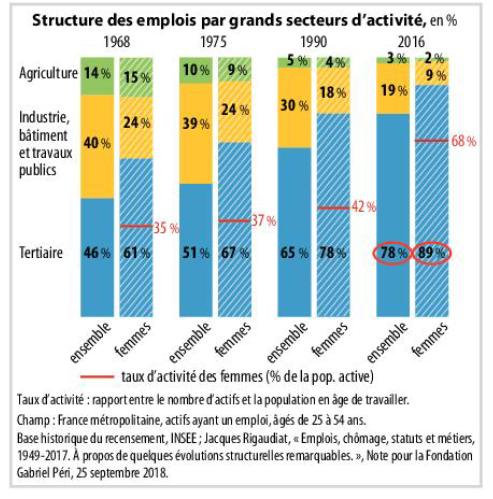 Structure des emplois par grands secteurs d'activité, en %
1968 1975 1990 2016
Agriculture 14 % 15 % 10 % 9 % 5 % 4 % 3 % 2 %
Industrie, bâtiment et travaux publics 40 % 24 % 39 % 24 % 30 % 18 % 19 % 9 %
35 % 37 % 42 % 68 %
Tertiaire 46 % 61 % 51 % 67 % 65 % 78 % 78 % 89 %
ensemble femmes ensemble femmes ensemble femmes ensemble femmes
taux d'activité des femmes (% de la pop. active)
Taux d'activité : rapport entre le nombre d'actifs et la population en âge de travailler.
Champ : France métropolitaine, actifs ayant un emploi, âgés de 25 à 54 ans.
Base historique du recensement, INSEE ; Jacques Rigaudiat, « Emplois, chômage, statuts et métiers,
1949-2017. À propos de quelques évolutions structurelles remarquables. », Note pour la Fondation
Gabriel Péri, 25 septembre 2018.